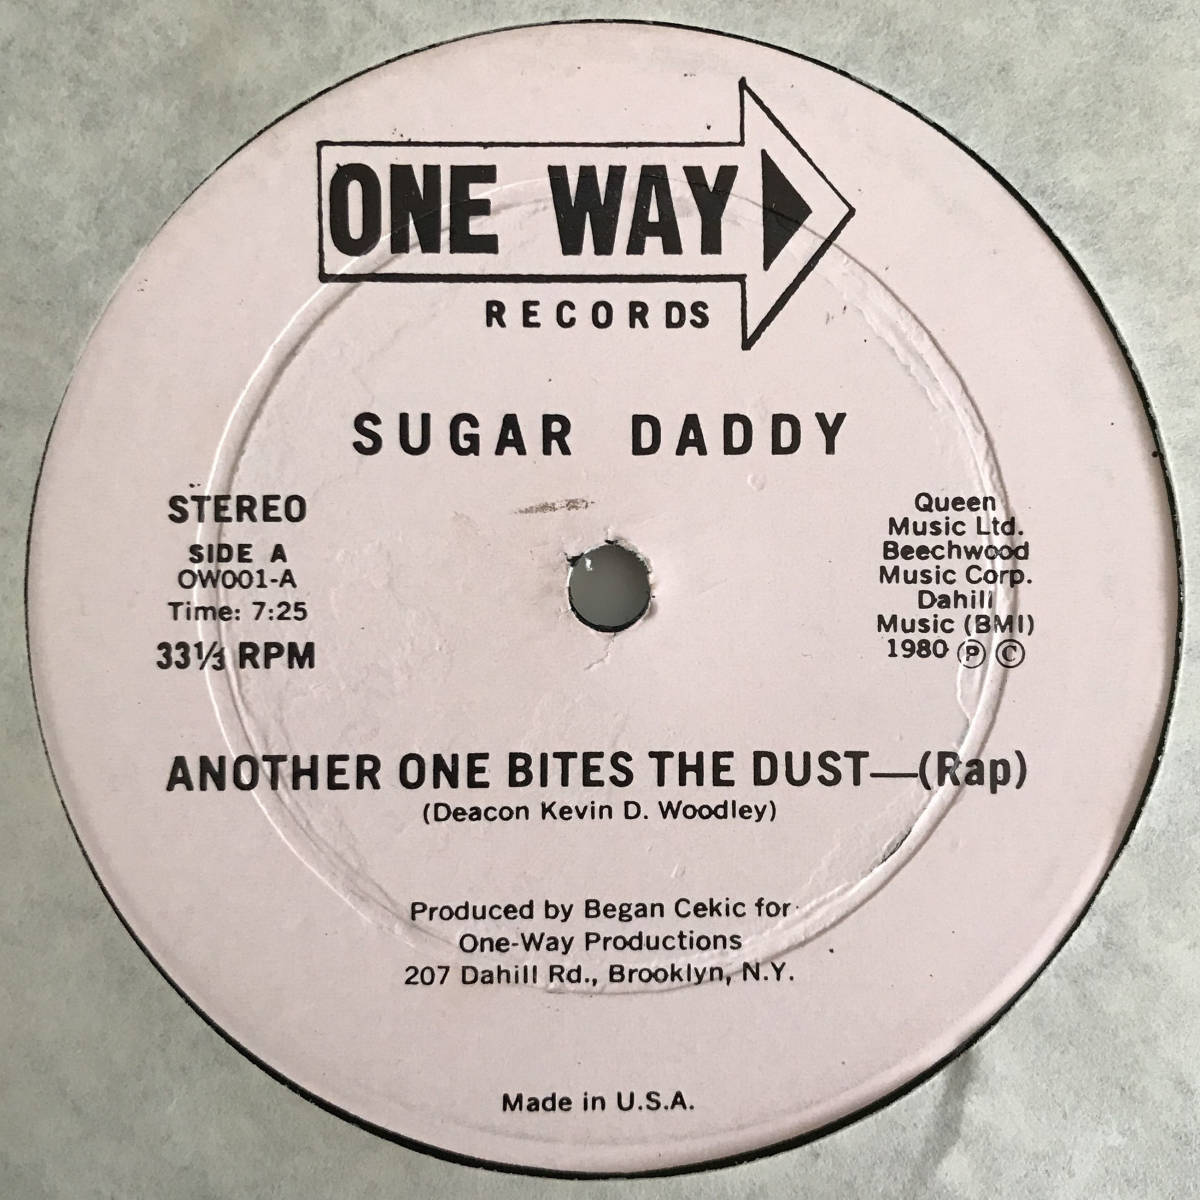 ONE WAY
RECORDS
SUGAR DADDY
STEREO
SIDE A
OW001-A
Time: 7:25
33⅓ RPM
Queen
Music Ltd.
Beechwood
Music Corp.
Dahill
Music (BMI)
1980 Ⓟ Ⓒ
ANOTHER ONE BITES THE DUST—(Rap)
(Deacon Kevin D. Woodley)
Produced by Began Cekic for
One-Way Productions
207 Dahill Rd., Brooklyn, N.Y.
Made in U.S.A.